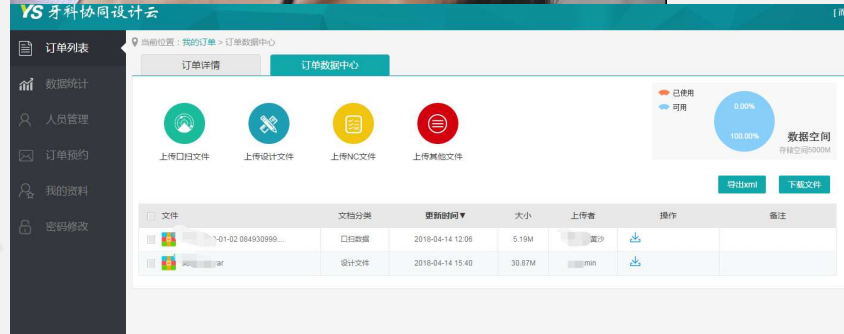 YS 牙科协同设计云
订单列表
数据统计
人员管理
订单预约
我的资料
密码修改
当前位置：我的订单 > 订单数据中心
订单详情 订单数据中心
上传口扫文件 上传设计文件 上传NC文件 上传其他文件
已使用
可用
0.00%
100.00%
数据空间
存储空间5000M
导出xml 下载文件
文件 文档分类 更新时间▼ 大小 上传者 操作 备注
-01-02 084930999... 口扫数据 2018-04-14 12:06 5.19M 黄沙
ar 设计文件 2018-04-14 15:40 30.87M min